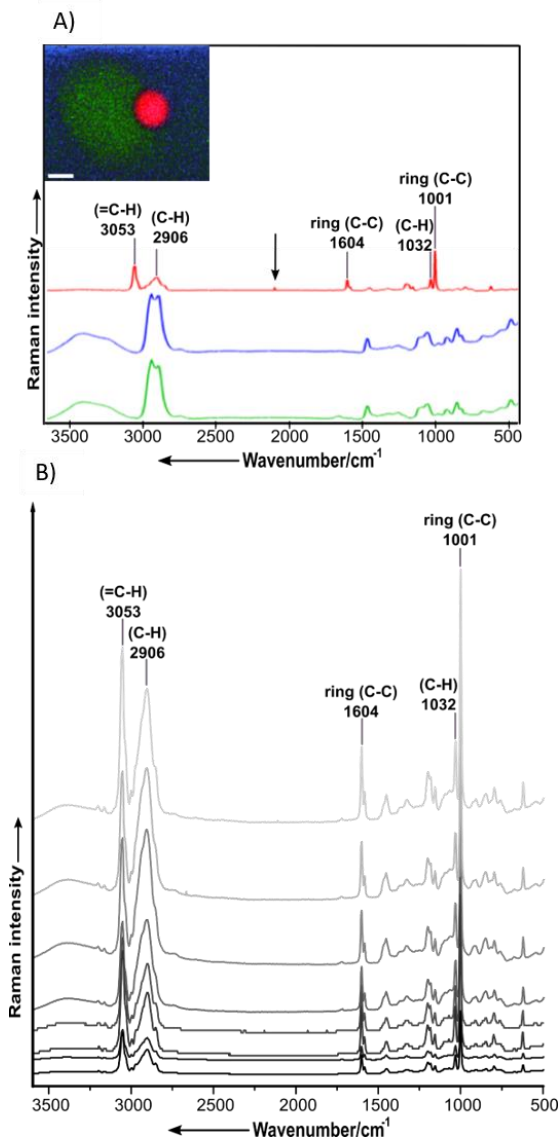 A)
ring (C-C)
1001
(=C-H)
3053
(C-H)
2906
ring (C-C)
1604
(C-H)
1032
Raman intensity
3500 3000 2500 2000 1500 1000 500
Wavenumber/cm-1
B)
ring (C-C)
1001
(=C-H)
3053
(C-H)
2906
ring (C-C)
1604
(C-H)
1032
Raman intensity
3500 3000 2500 2000 1500 1000 500
Wavenumber/cm-1